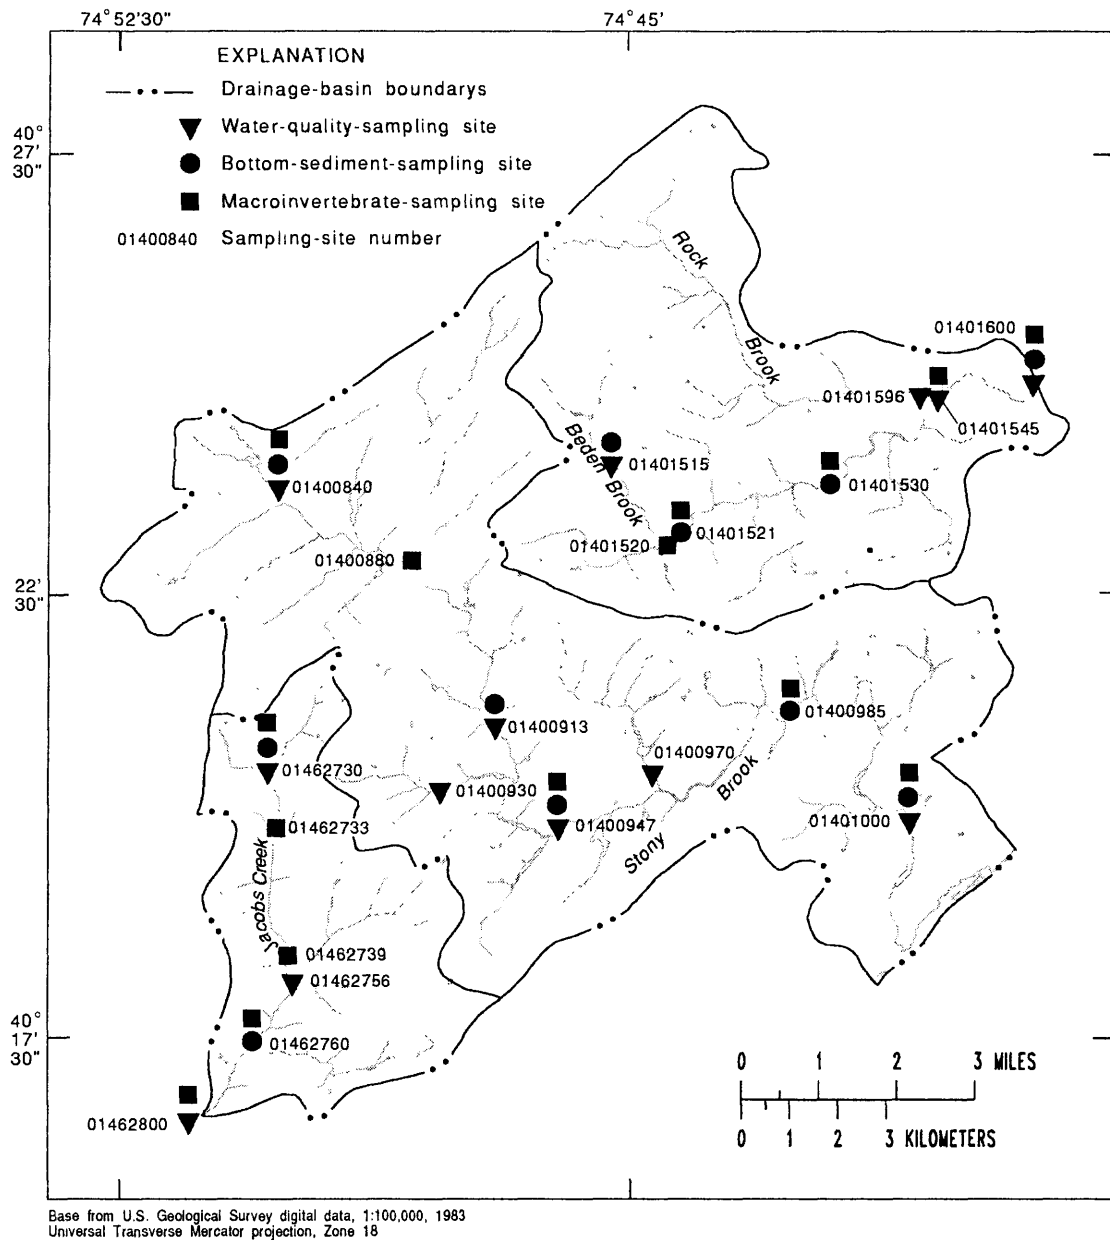 74°52'30"
74°45'
EXPLANATION
Drainage-basin boundarys
Water-quality-sampling site
Bottom-sediment-sampling site
Macroinvertebrate-sampling site
01400840 Sampling-site number
40°
27'
30"
Rock
Brook
01401600
01401596
01401545
Beden Brook
01401515
01401530
01400840
01401521
01401520
01400880
22'
30"
01400985
01400913
01400970
01462730
01400930
Stony Brook
01400947
01401000
01462733
Jacobs Creek
01462739
01462756
40°
17'
30"
01462760
01462800
0 1 2 3 MILES
0 1 2 3 KILOMETERS
Base from U.S. Geological Survey digital data, 1:100,000, 1983
Universal Transverse Mercator projection, Zone 18